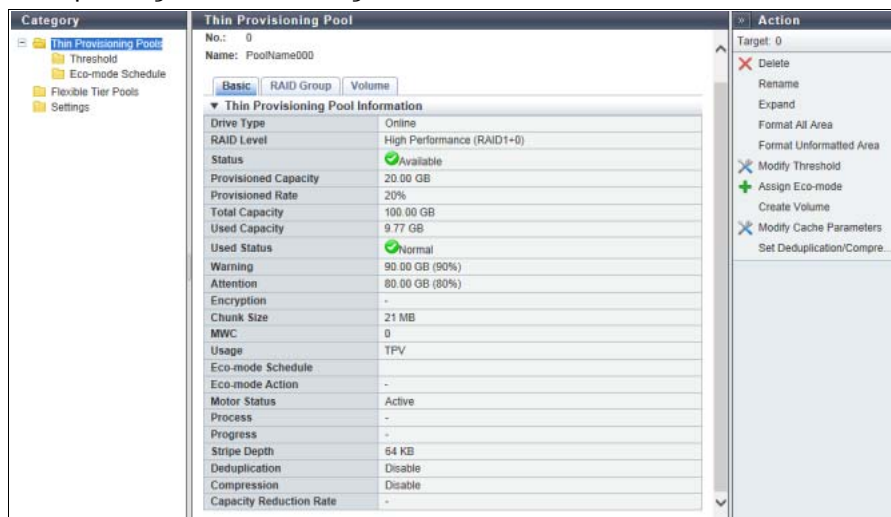 Category
Thin Provisioning Pools
Threshold
Eco-mode Schedule
Flexible Tier Pools
Settings
Thin Provisioning Pool
No.: 0
Name: PoolName000
Basic RAID Group Volume
▼ Thin Provisioning Pool Information
Drive Type Online
RAID Level High Performance (RAID1+0)
Status Available
Provisioned Capacity 20.00 GB
Provisioned Rate 20%
Total Capacity 100.00 GB
Used Capacity 9.77 GB
Used Status Normal
Warning 90.00 GB (90%)
Attention 80.00 GB (80%)
Encryption -
Chunk Size 21 MB
MWC 0
Usage TPV
Eco-mode Schedule
Eco-mode Action -
Motor Status Active
Process -
Progress -
Stripe Depth 64 KB
Deduplication Disable
Compression Disable
Capacity Reduction Rate -
» Action
Target: 0
Delete
Rename
Expand
Format All Area
Format Unformatted Area
Modify Threshold
Assign Eco-mode
Create Volume
Modify Cache Parameters
Set Deduplication/Compre...